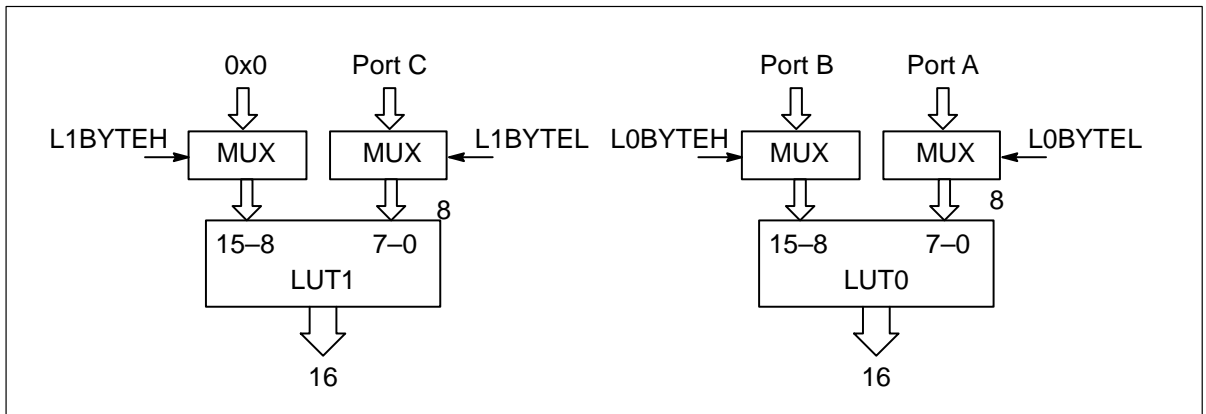 0x0 Port C Port B Port A
L1BYTEH MUX MUX L1BYTEL L0BYTEH MUX MUX L0BYTEL
8 8
15–8 7–0 15–8 7–0
LUT1 LUT0
16 16